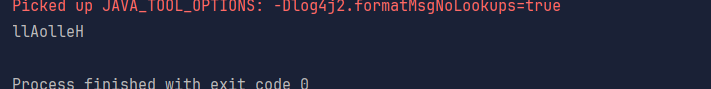 Picked up JAVA_TOOL_OPTIONS: -Dlog4j2.formatMsgNoLookups=true
llAolleH
Process finished with exit code 0